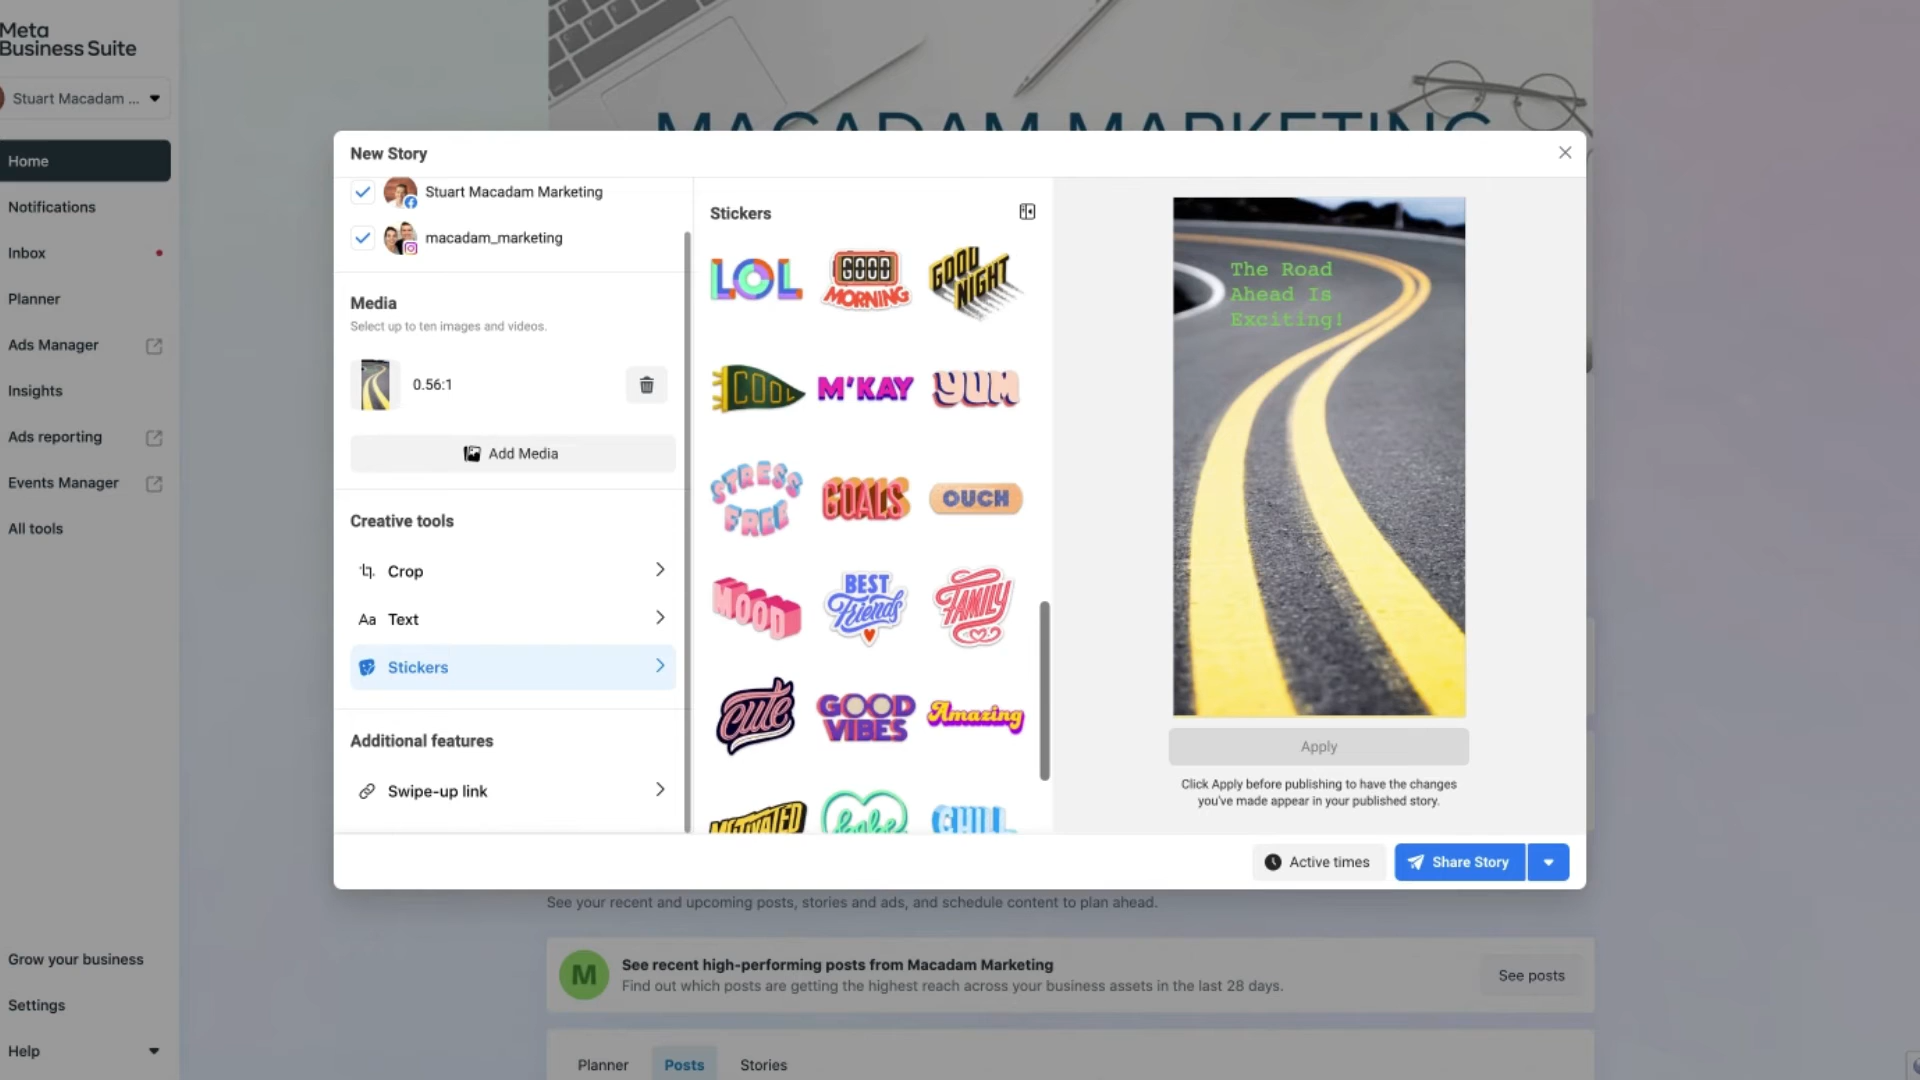 Meta
Business Suite
Stuart Macadam ...
Home
Notifications
Inbox
Planner
Ads Manager
Insights
Ads reporting
Events Manager
All tools
Grow your business
Settings
Help
MACADAM MARKETING
New Story
Stuart Macadam Marketing
macadam_marketing
Media
Select up to ten images and videos.
0.56:1
Add Media
Creative tools
Crop
Aa Text
Stickers
Additional features
Swipe-up link
Stickers
LOL
GOOD
MORNING
GOOD
NIGHT
COOL
M'KAY
YUM
STRESS
FREE
GOALS
OUCH
MOOD
BEST
Friends
FAMILY
Cute
GOOD
VIBES
Amazing
MOTIVATED
CHILL
The Road
Ahead Is
Exciting!
Apply
Click Apply before publishing to have the changes
you've made appear in your published story.
Active times
Share Story
See your recent and upcoming posts, stories and ads, and schedule content to plan ahead.
M
See recent high-performing posts from Macadam Marketing
Find out which posts are getting the highest reach across your business assets in the last 28 days.
See posts
Planner
Posts
Stories